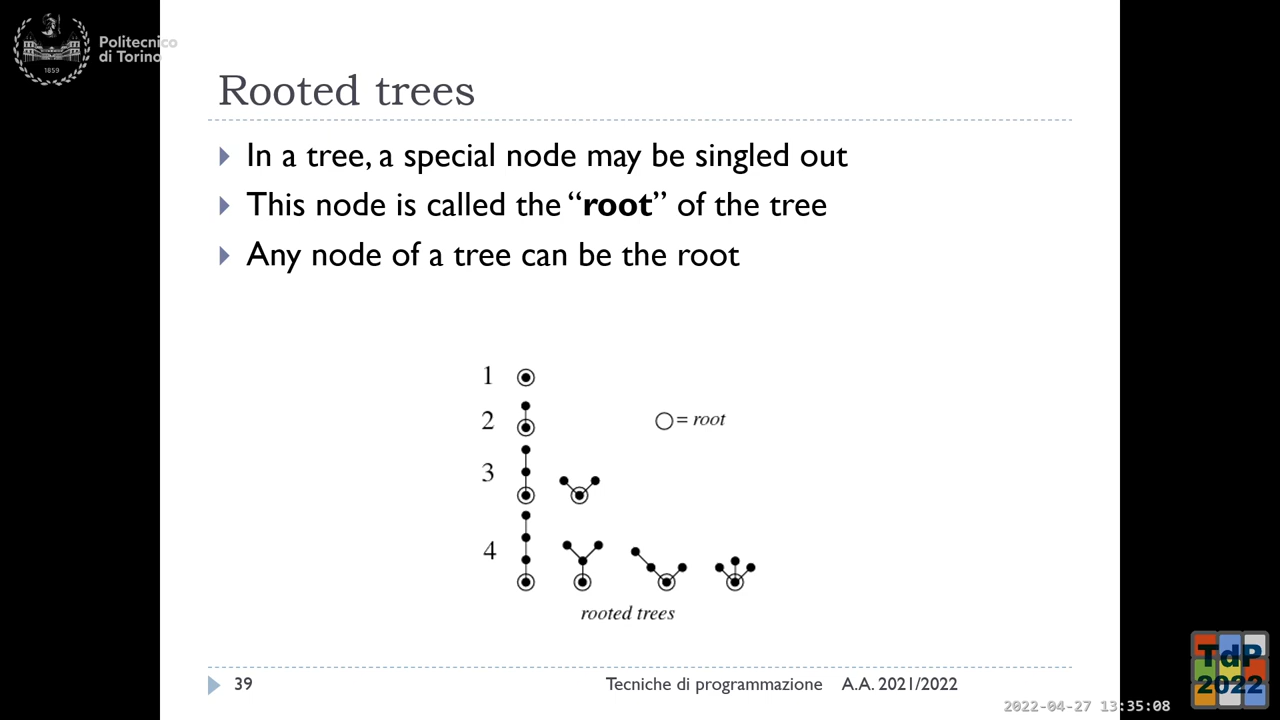 Politecnico
di Torino
1859
Rooted trees
In a tree, a special node may be singled out
This node is called the “root” of the tree
Any node of a tree can be the root
1
2
= root
3
4
rooted trees
39
Tecniche di programmazione
A.A. 2021/2022
TdP
2022
2022-04-27 13:35:08